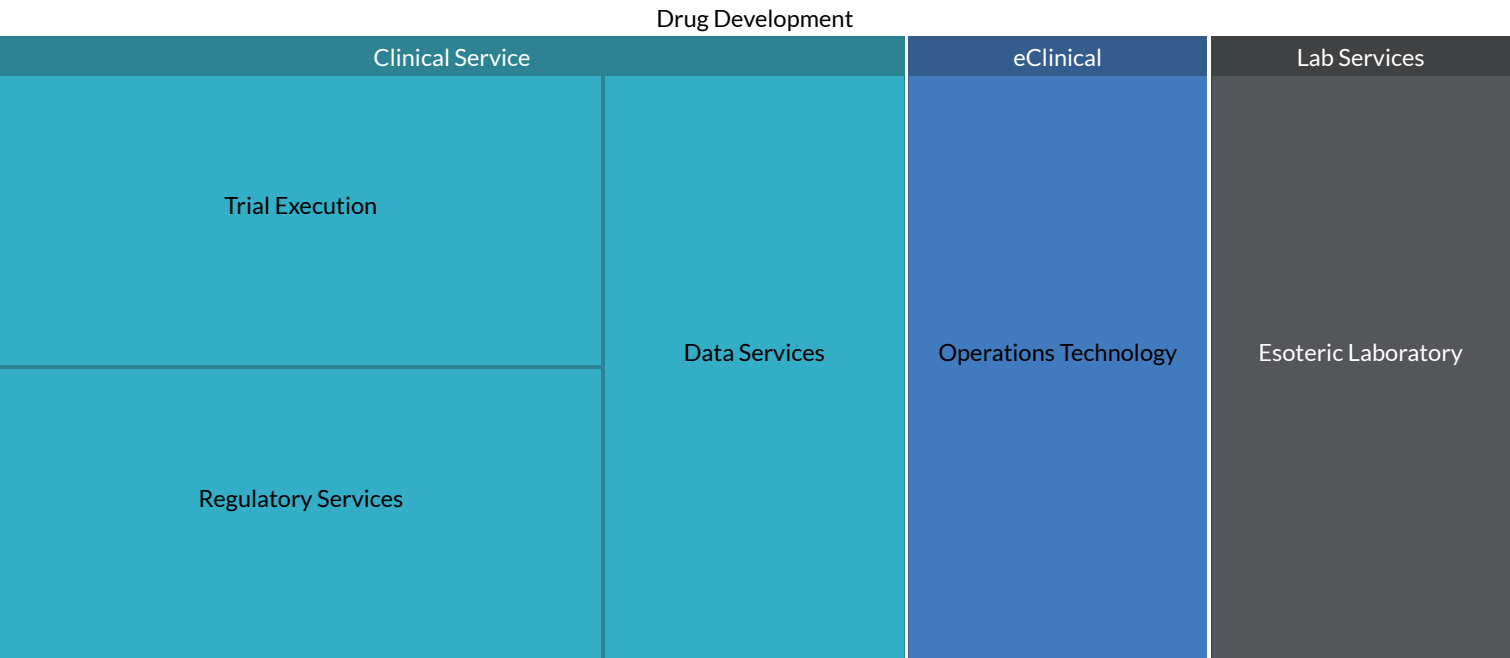 Drug Development
Clinical Service
eClinical
Lab Services
Trial Execution
Regulatory Services
Data Services
Operations Technology
Esoteric Laboratory